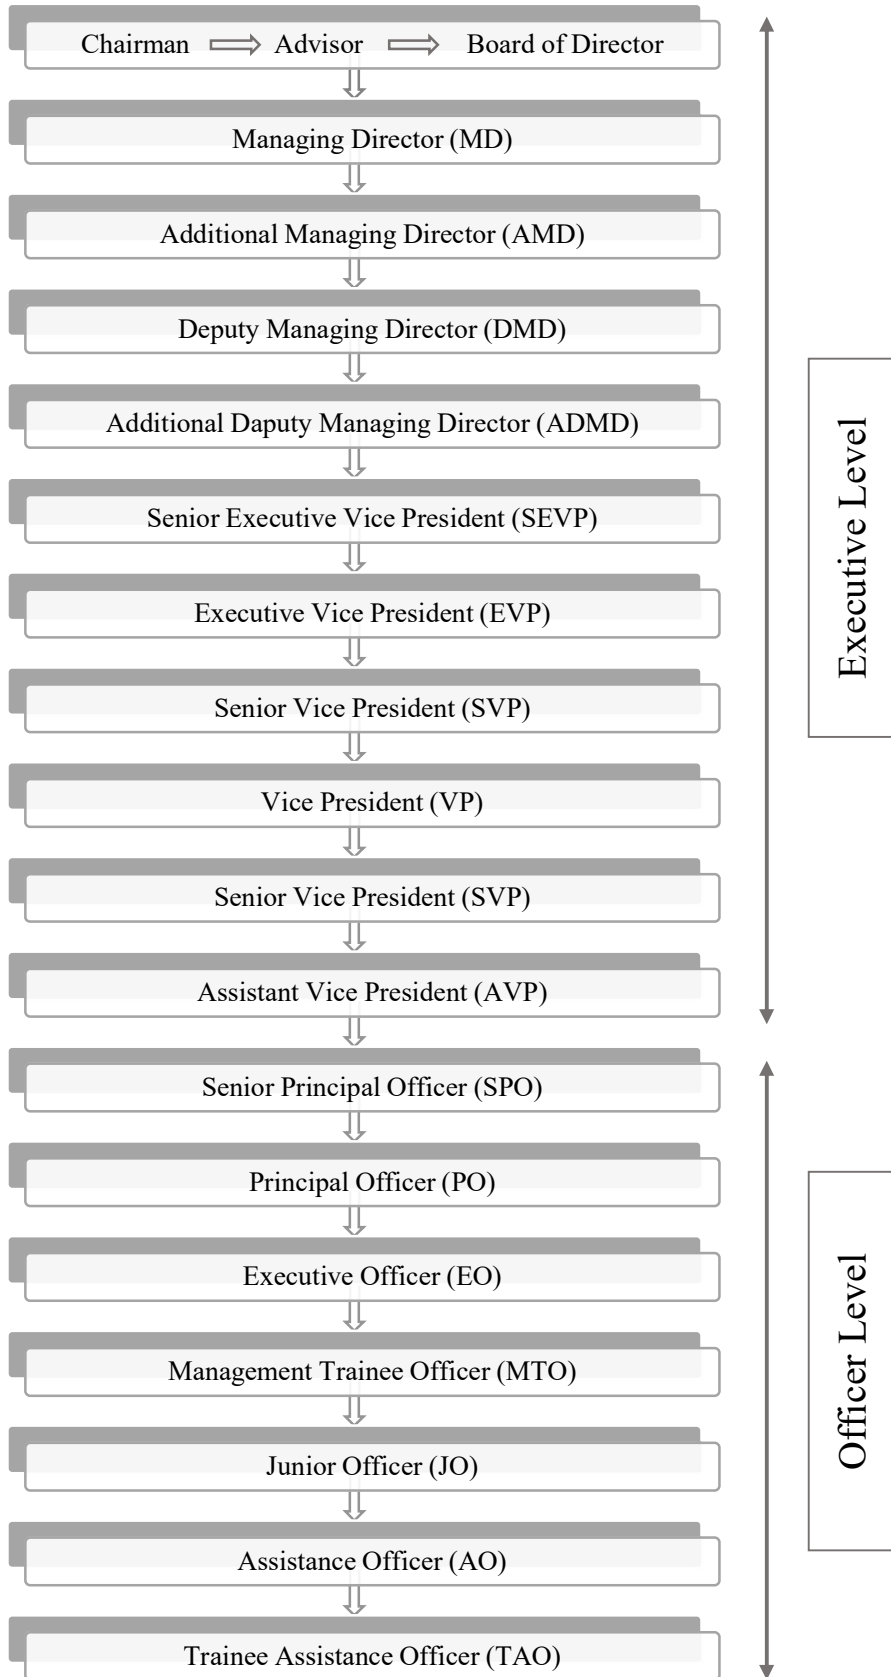 Chairman Advisor Board of Director
Managing Director (MD)
Additional Managing Director (AMD)
Deputy Managing Director (DMD)
Additional Daputy Managing Director (ADMD)
Senior Executive Vice President (SEVP)
Executive Vice President (EVP)
Senior Vice President (SVP)
Vice President (VP)
Senior Vice President (SVP)
Assistant Vice President (AVP)
Senior Principal Officer (SPO)
Principal Officer (PO)
Executive Officer (EO)
Management Trainee Officer (MTO)
Junior Officer (JO)
Assistance Officer (AO)
Trainee Assistance Officer (TAO)
Executive Level
Officer Level